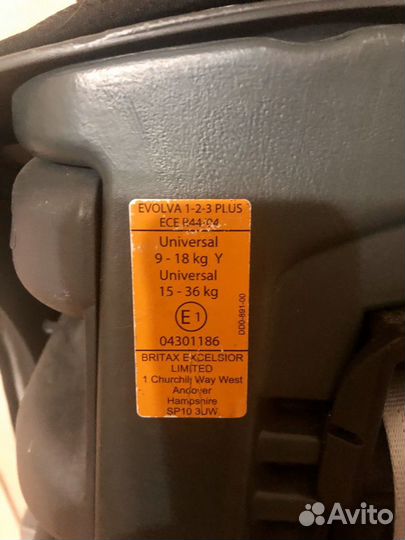 EVOLVA 1-2-3 PLUS
ECE R44-04
Universal
9 - 18 kg Y
Universal
15 - 36 kg
E1
04301186
BRITAX EXCELSIOR
LIMITED
1 Churchill Way West
Andover
Hampshire
SP10 3UW
DD0-891-00
Avito